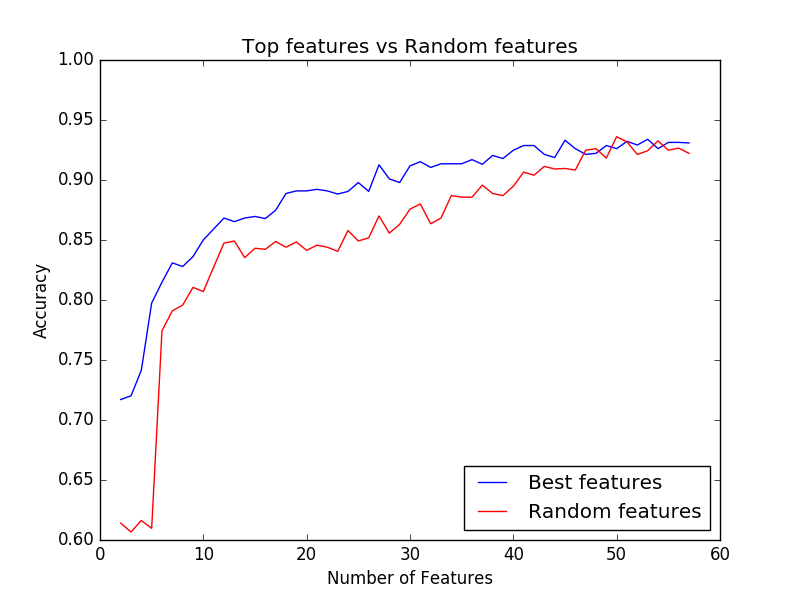 Top features vs Random features
1.00
0.95
0.90
0.85
0.80
0.75
0.70
0.65
0.60
Accuracy
Best features
Random features
0 10 20 30 40 50 60
Number of Features